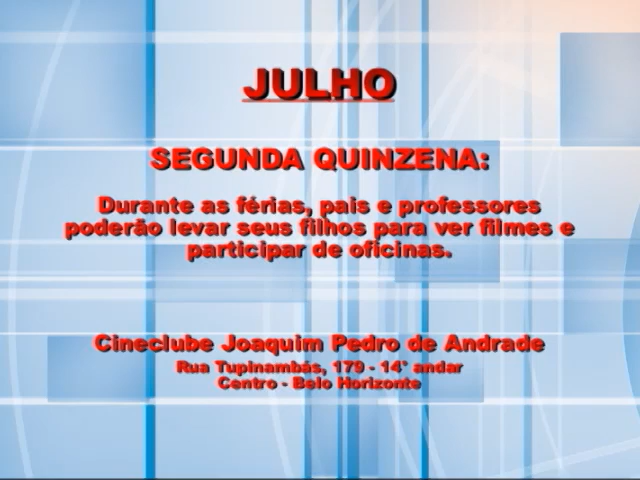 JULHO
SEGUNDA QUINZENA:
Durante as férias, pais e professores
poderão levar seus filhos para ver filmes e
participar de oficinas.
Cineclube Joaquim Pedro de Andrade
Rua Tupinambás, 179 - 14° andar
Centro - Belo Horizonte